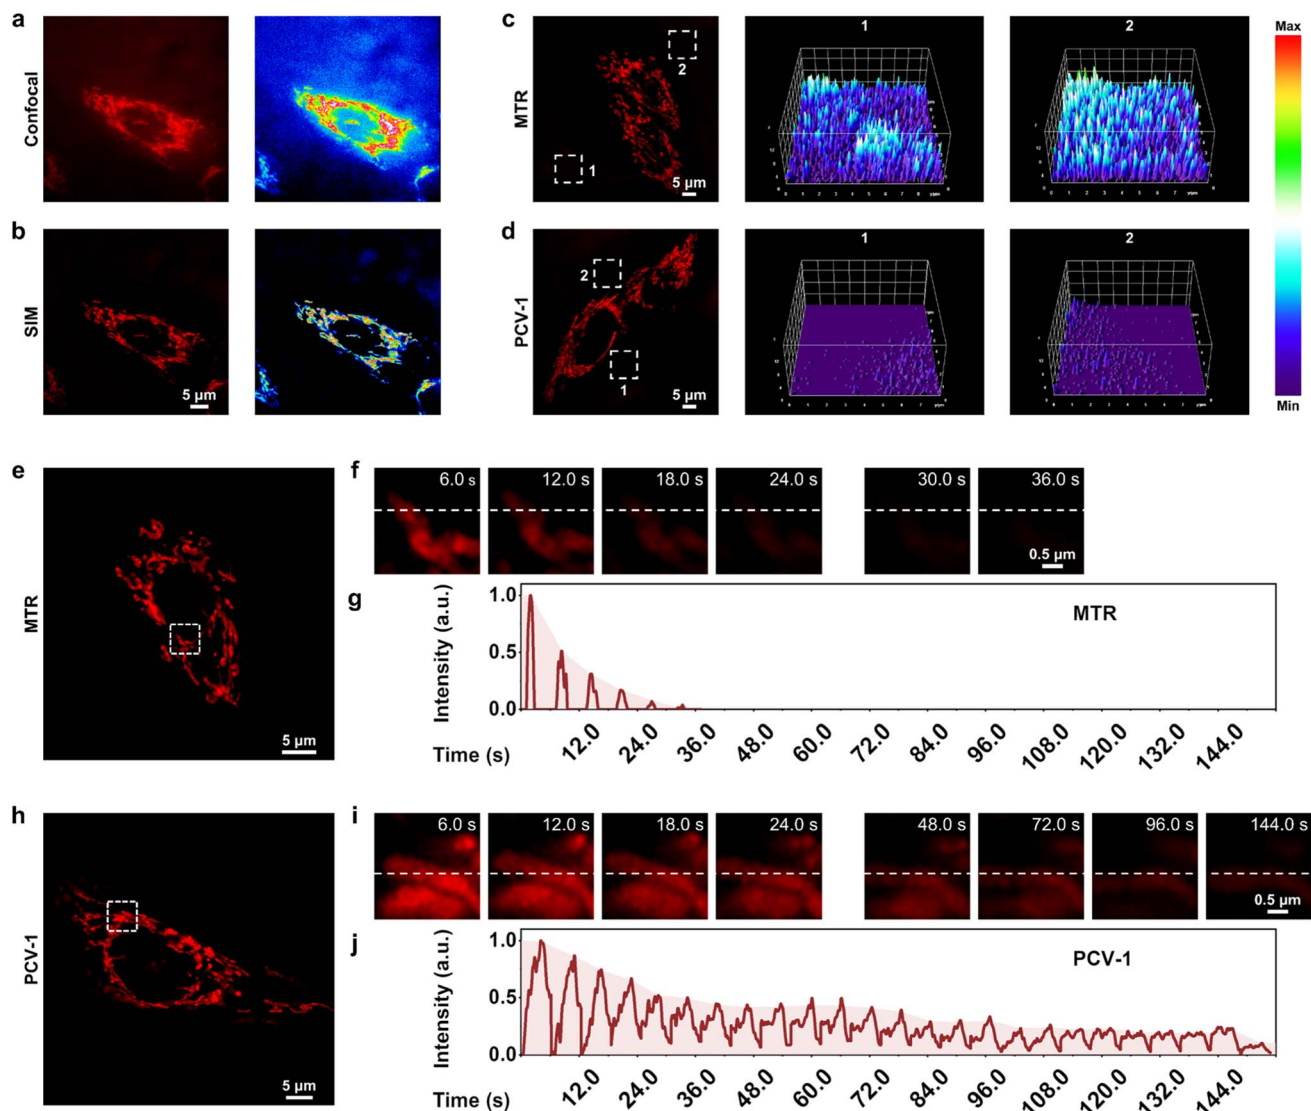 a
Confocal
b
SIM
5 μm
c
MTR
2
1
5 μm
1
2
Max
d
PCV-1
2
1
5 μm
1
2
Min
e
MTR
5 μm
f
6.0 s
12.0 s
18.0 s
24.0 s
30.0 s
36.0 s
0.5 μm
g
MTR
Intensity (a.u.)
1.0
0.5
0.0
Time (s)
12.0
24.0
36.0
48.0
60.0
72.0
84.0
96.0
108.0
120.0
132.0
144.0
h
PCV-1
5 μm
i
6.0 s
12.0 s
18.0 s
24.0 s
48.0 s
72.0 s
96.0 s
144.0 s
0.5 μm
j
PCV-1
Intensity (a.u.)
1.0
0.5
0.0
Time (s)
12.0
24.0
36.0
48.0
60.0
72.0
84.0
96.0
108.0
120.0
132.0
144.0